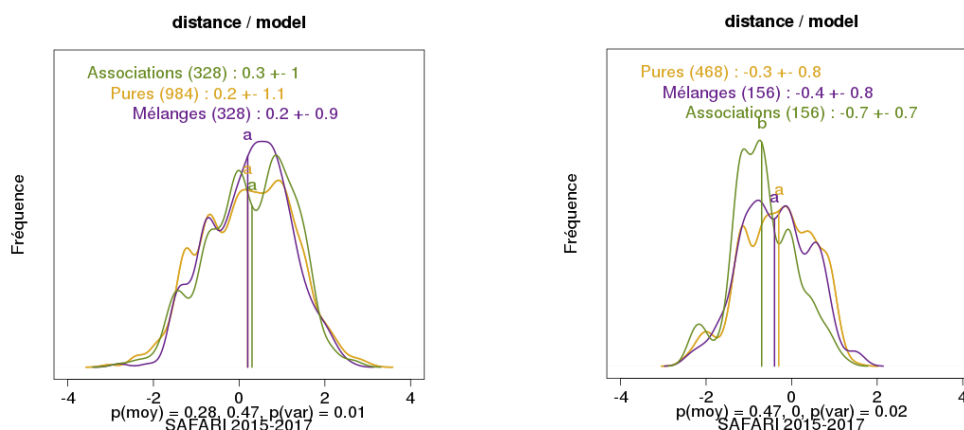 distance / model
Associations (328) : 0.3 +- 1
Pures (984) : 0.2 +- 1.1
Mélanges (328) : 0.2 +- 0.9
a
a
a
Fréquence
-4
-2
0
2
4
p(moy) = 0.28, 0.47, p(var) = 0.01
SAFARI 2015-2017
distance / model
Pures (468) : -0.3 +- 0.8
Mélanges (156) : -0.4 +- 0.8
Associations (156) : -0.7 +- 0.7
b
a
a
Fréquence
-4
-2
0
2
4
p(moy) = 0.47, 0, p(var) = 0.02
SAFARI 2015-2017